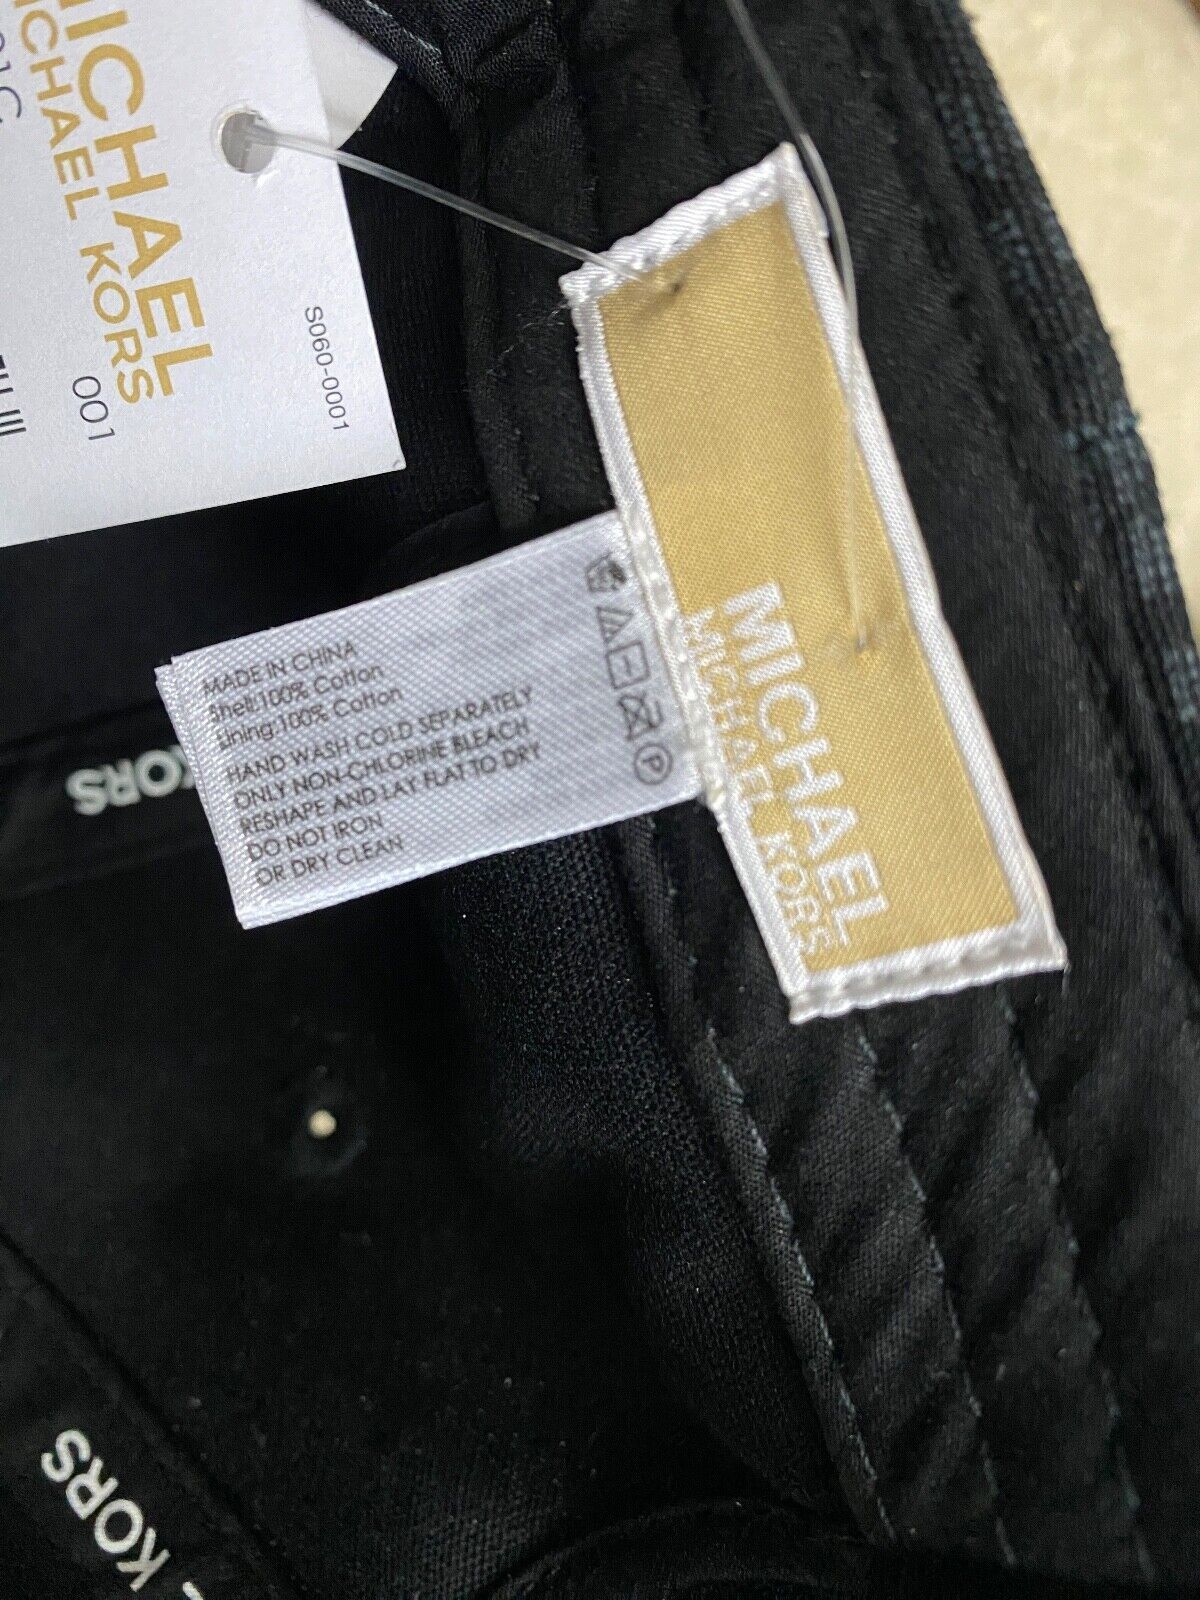 MICHAEL
MICHAEL KORS
001
S060-0001
MADE IN CHINA
Shell:100% Cotton
Lining:100% Cotton
HAND WASH COLD SEPARATELY
ONLY NON-CHLORINE BLEACH
RESHAPE AND LAY FLAT TO DRY
DO NOT IRON
OR DRY CLEAN
P
MICHAEL
MICHAEL KORS
KORS
KORS